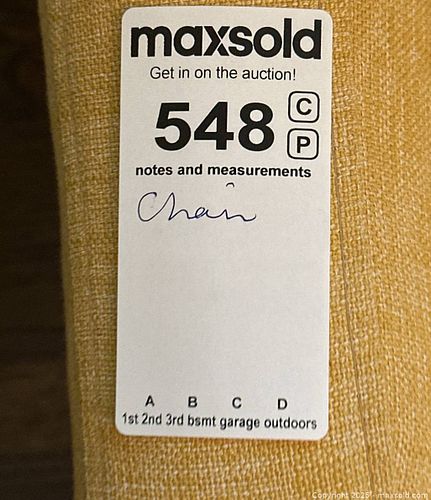 maxsold
Get in on the auction!
548
C
P
notes and measurements
Chair
A B C D
1st 2nd 3rd bsmt garage outdoors
Copyright 2025 - maxsold.com